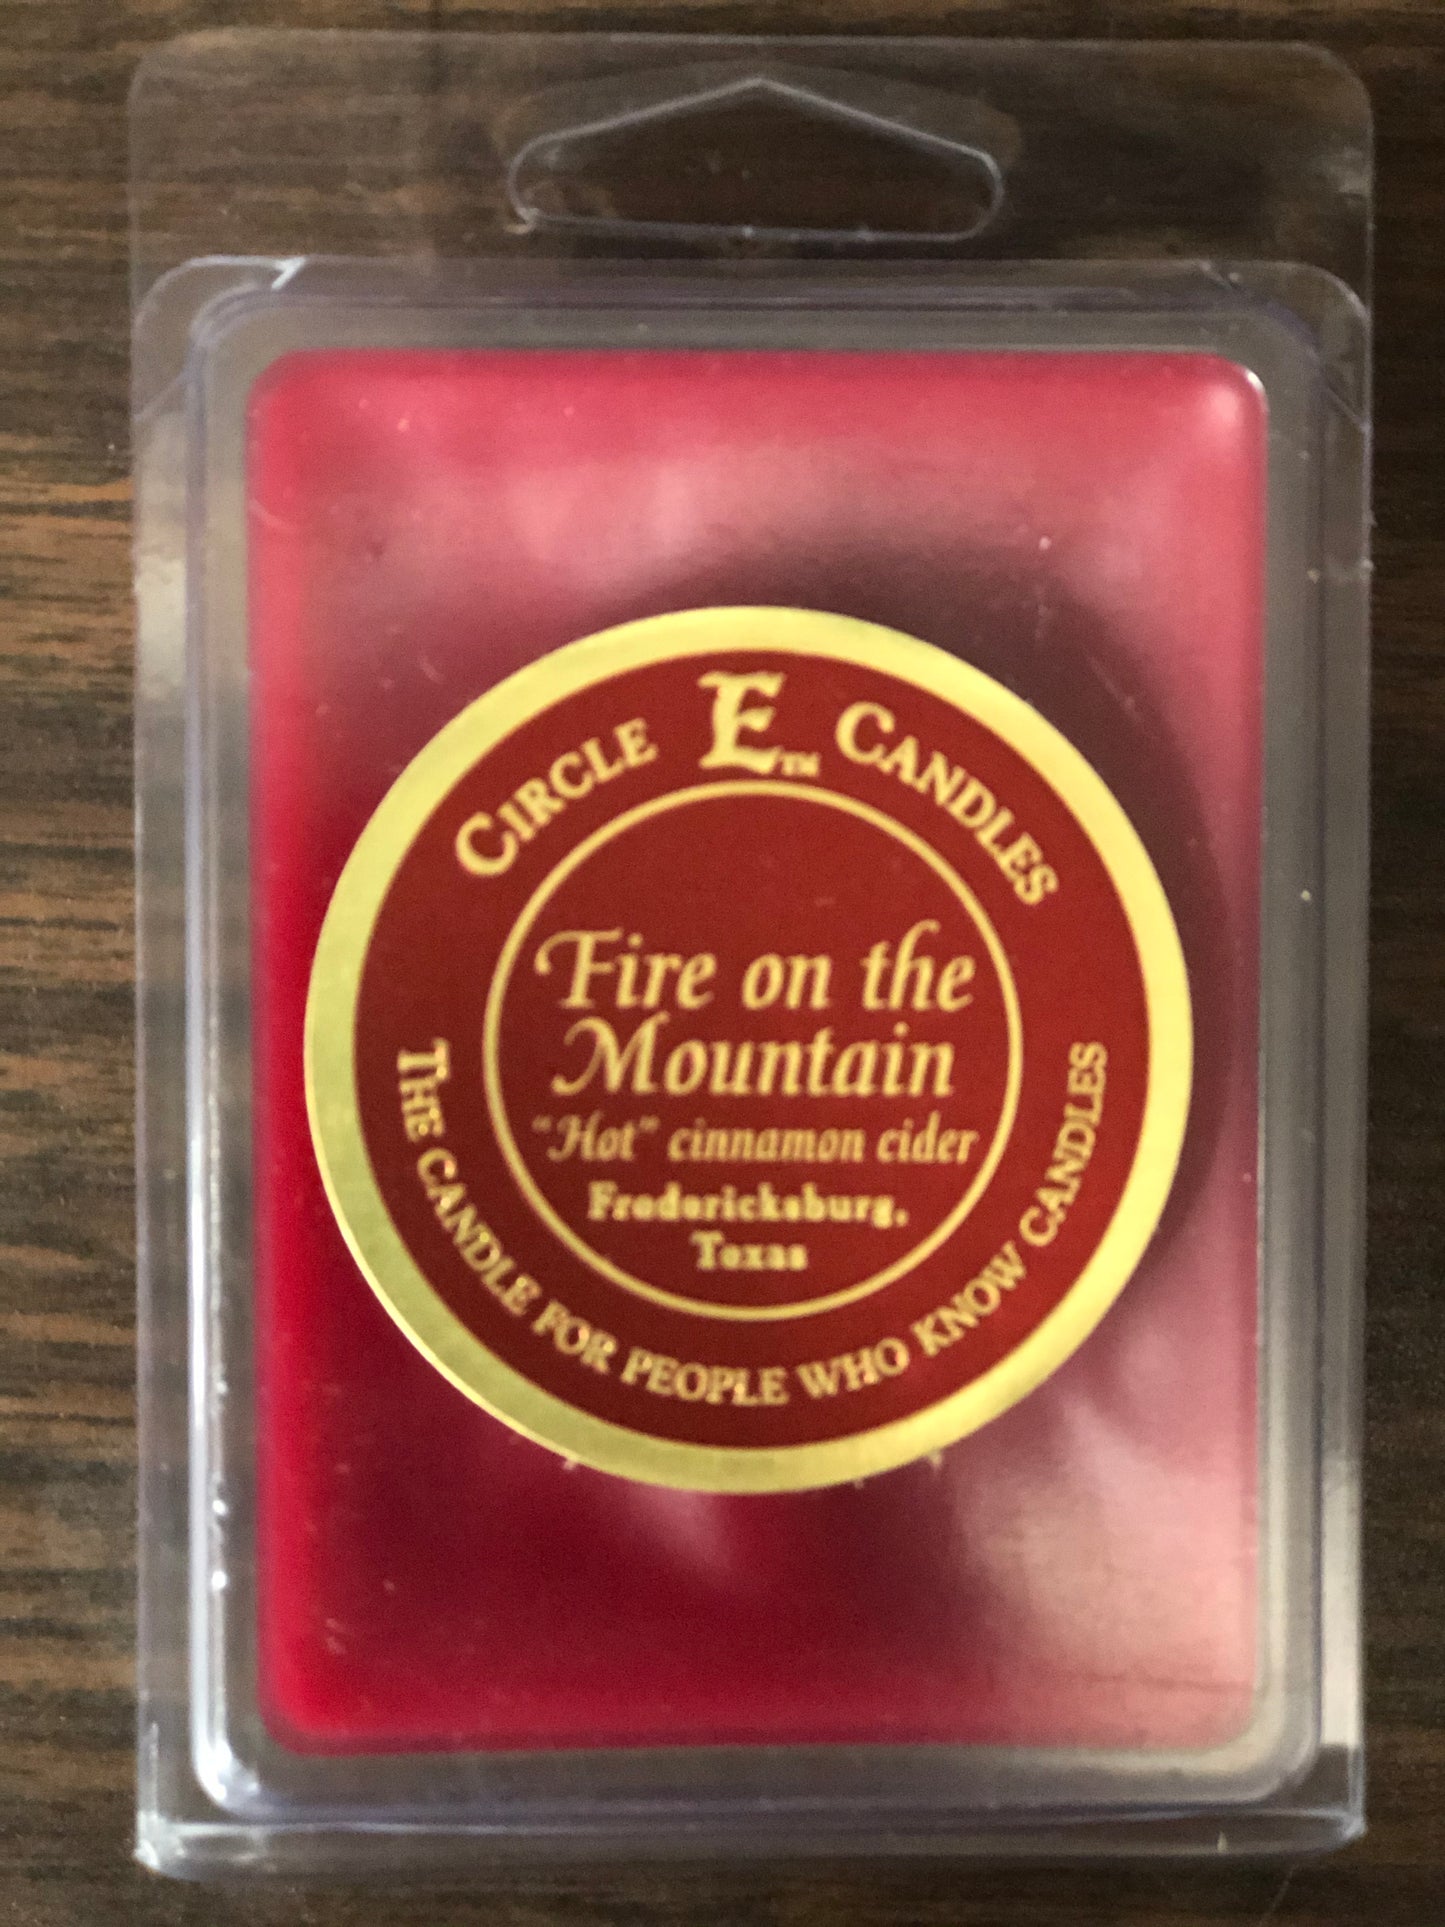 CIRCLE E™ CANDLES
Fire on the
Mountain
"Hot" cinnamon cider
Fredericksburg,
Texas
THE CANDLE FOR PEOPLE WHO KNOW CANDLES